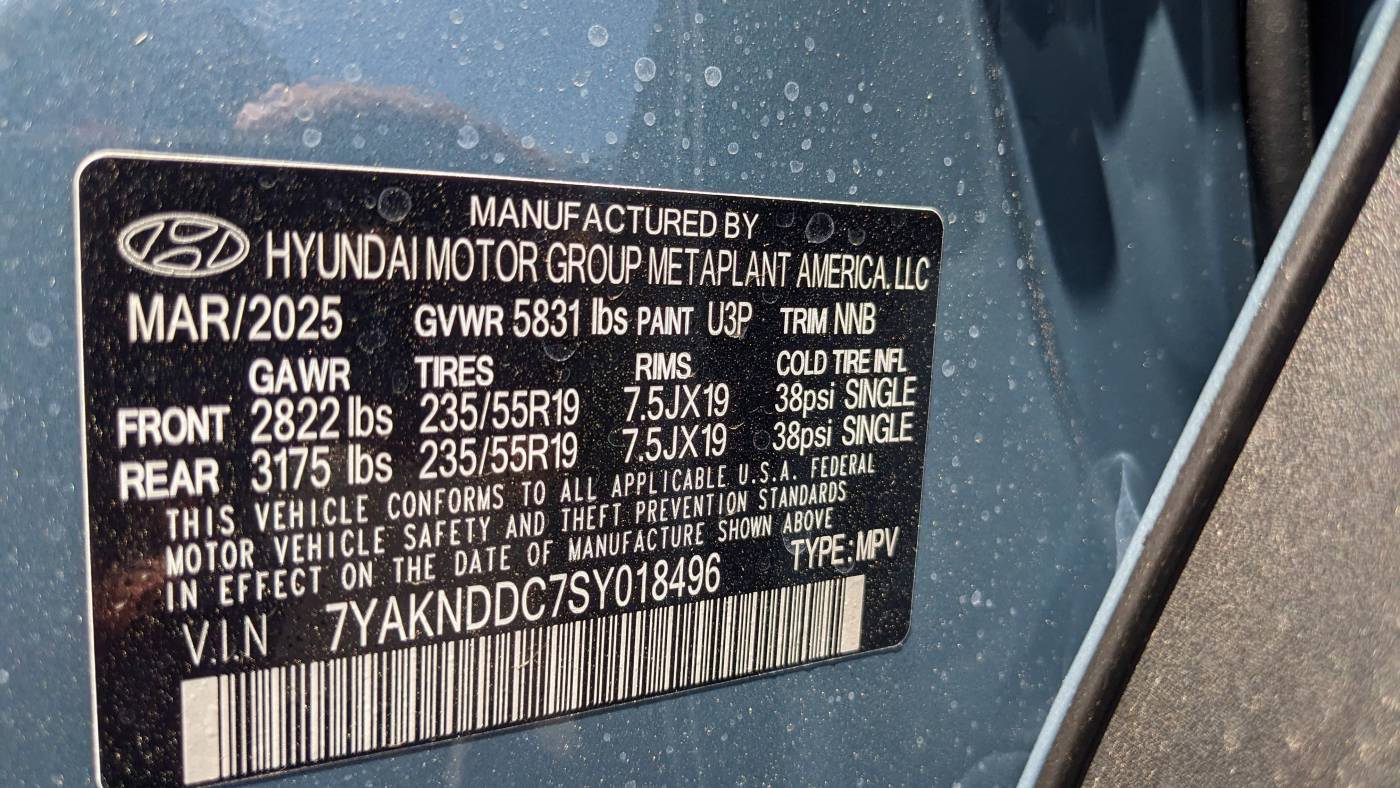 MANUFACTURED BY
HYUNDAI MOTOR GROUP METAPLANT AMERICA, LLC
MAR/2025 GVWR 5831 lbs PAINT U3P TRIM NNB
GAWR TIRES RIMS COLD TIRE INFL
FRONT 2822 lbs 235/55R19 7.5JX19 38psi SINGLE
REAR 3175 lbs 235/55R19 7.5JX19 38psi SINGLE
THIS VEHICLE CONFORMS TO ALL APPLICABLE U.S.A. FEDERAL
MOTOR VEHICLE SAFETY AND THEFT PREVENTION STANDARDS
IN EFFECT ON THE DATE OF MANUFACTURE SHOWN ABOVE
V.I.N 7YAKNDDC7SY018496 TYPE: MPV